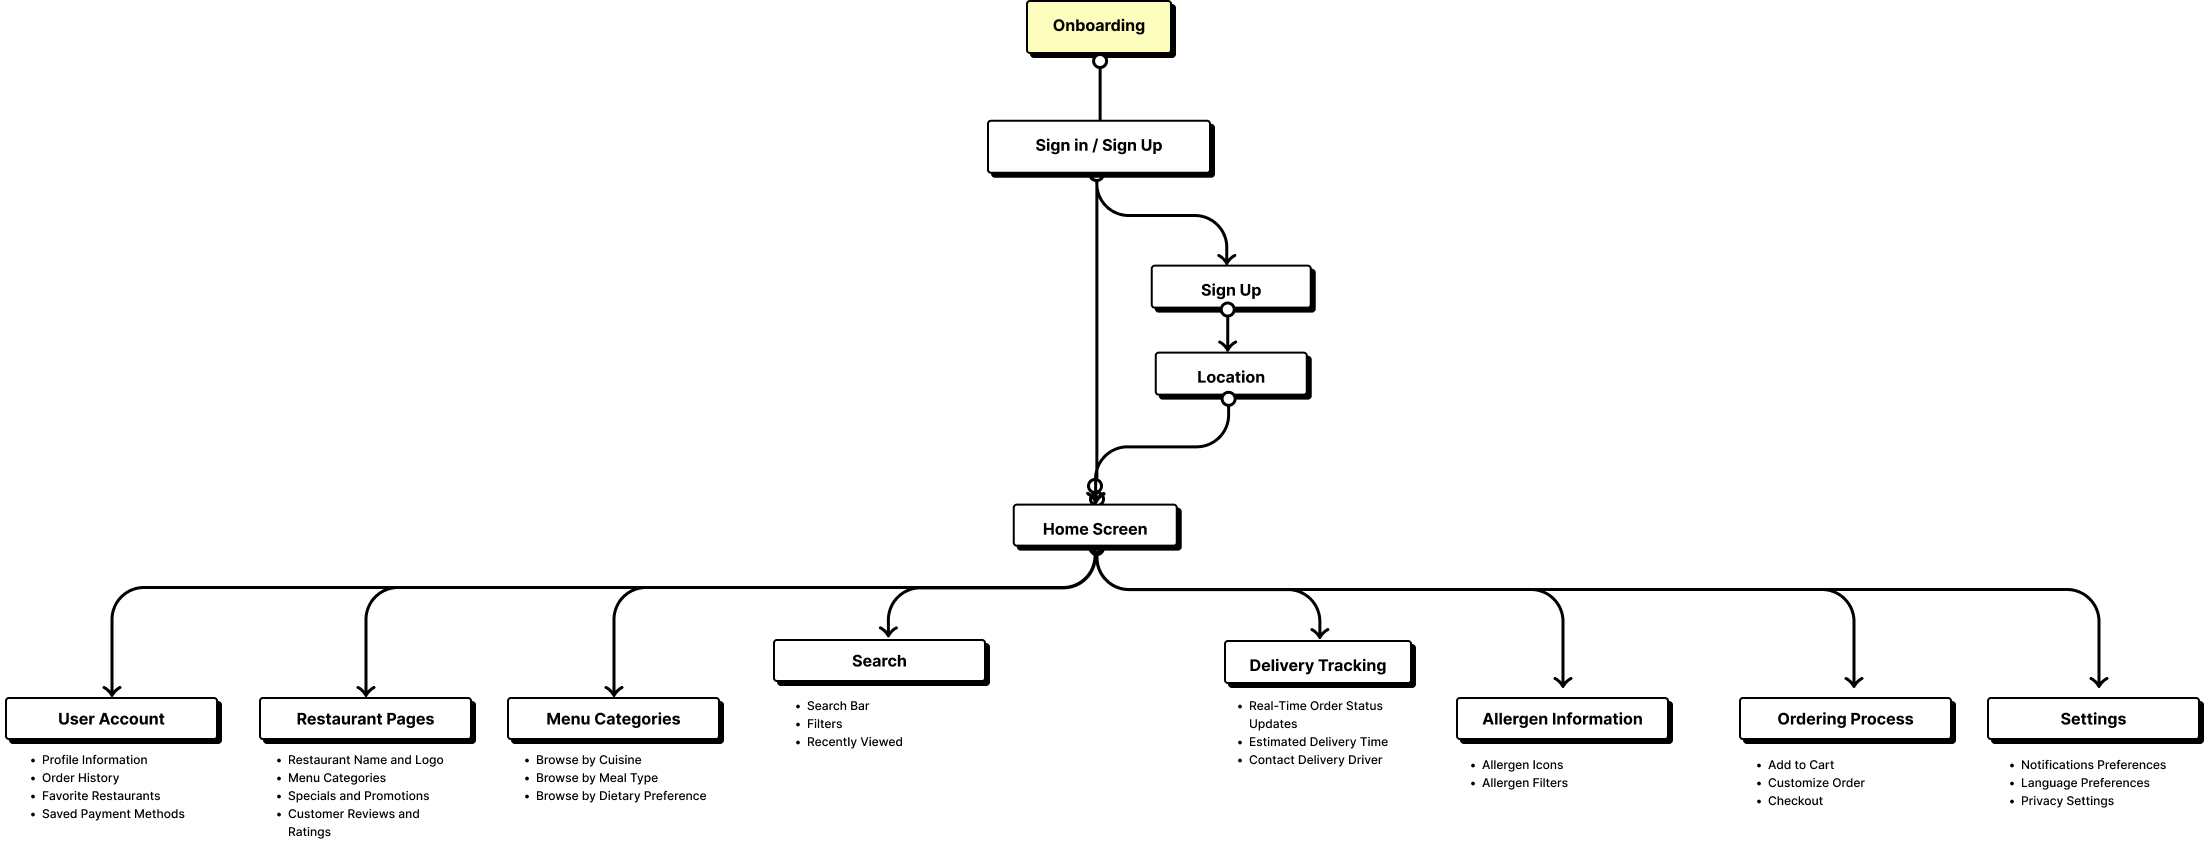 Onboarding
Sign in / Sign Up
Sign Up
Location
Home Screen
User Account
• Profile Information
• Order History
• Favorite Restaurants
• Saved Payment Methods
Restaurant Pages
• Restaurant Name and Logo
• Menu Categories
• Specials and Promotions
• Customer Reviews and
Ratings
Menu Categories
• Browse by Cuisine
• Browse by Meal Type
• Browse by Dietary Preference
Search
• Search Bar
• Filters
• Recently Viewed
Delivery Tracking
• Real-Time Order Status
Updates
• Estimated Delivery Time
• Contact Delivery Driver
Allergen Information
• Allergen Icons
• Allergen Filters
Ordering Process
• Add to Cart
• Customize Order
• Checkout
Settings
• Notifications Preferences
• Language Preferences
• Privacy Settings